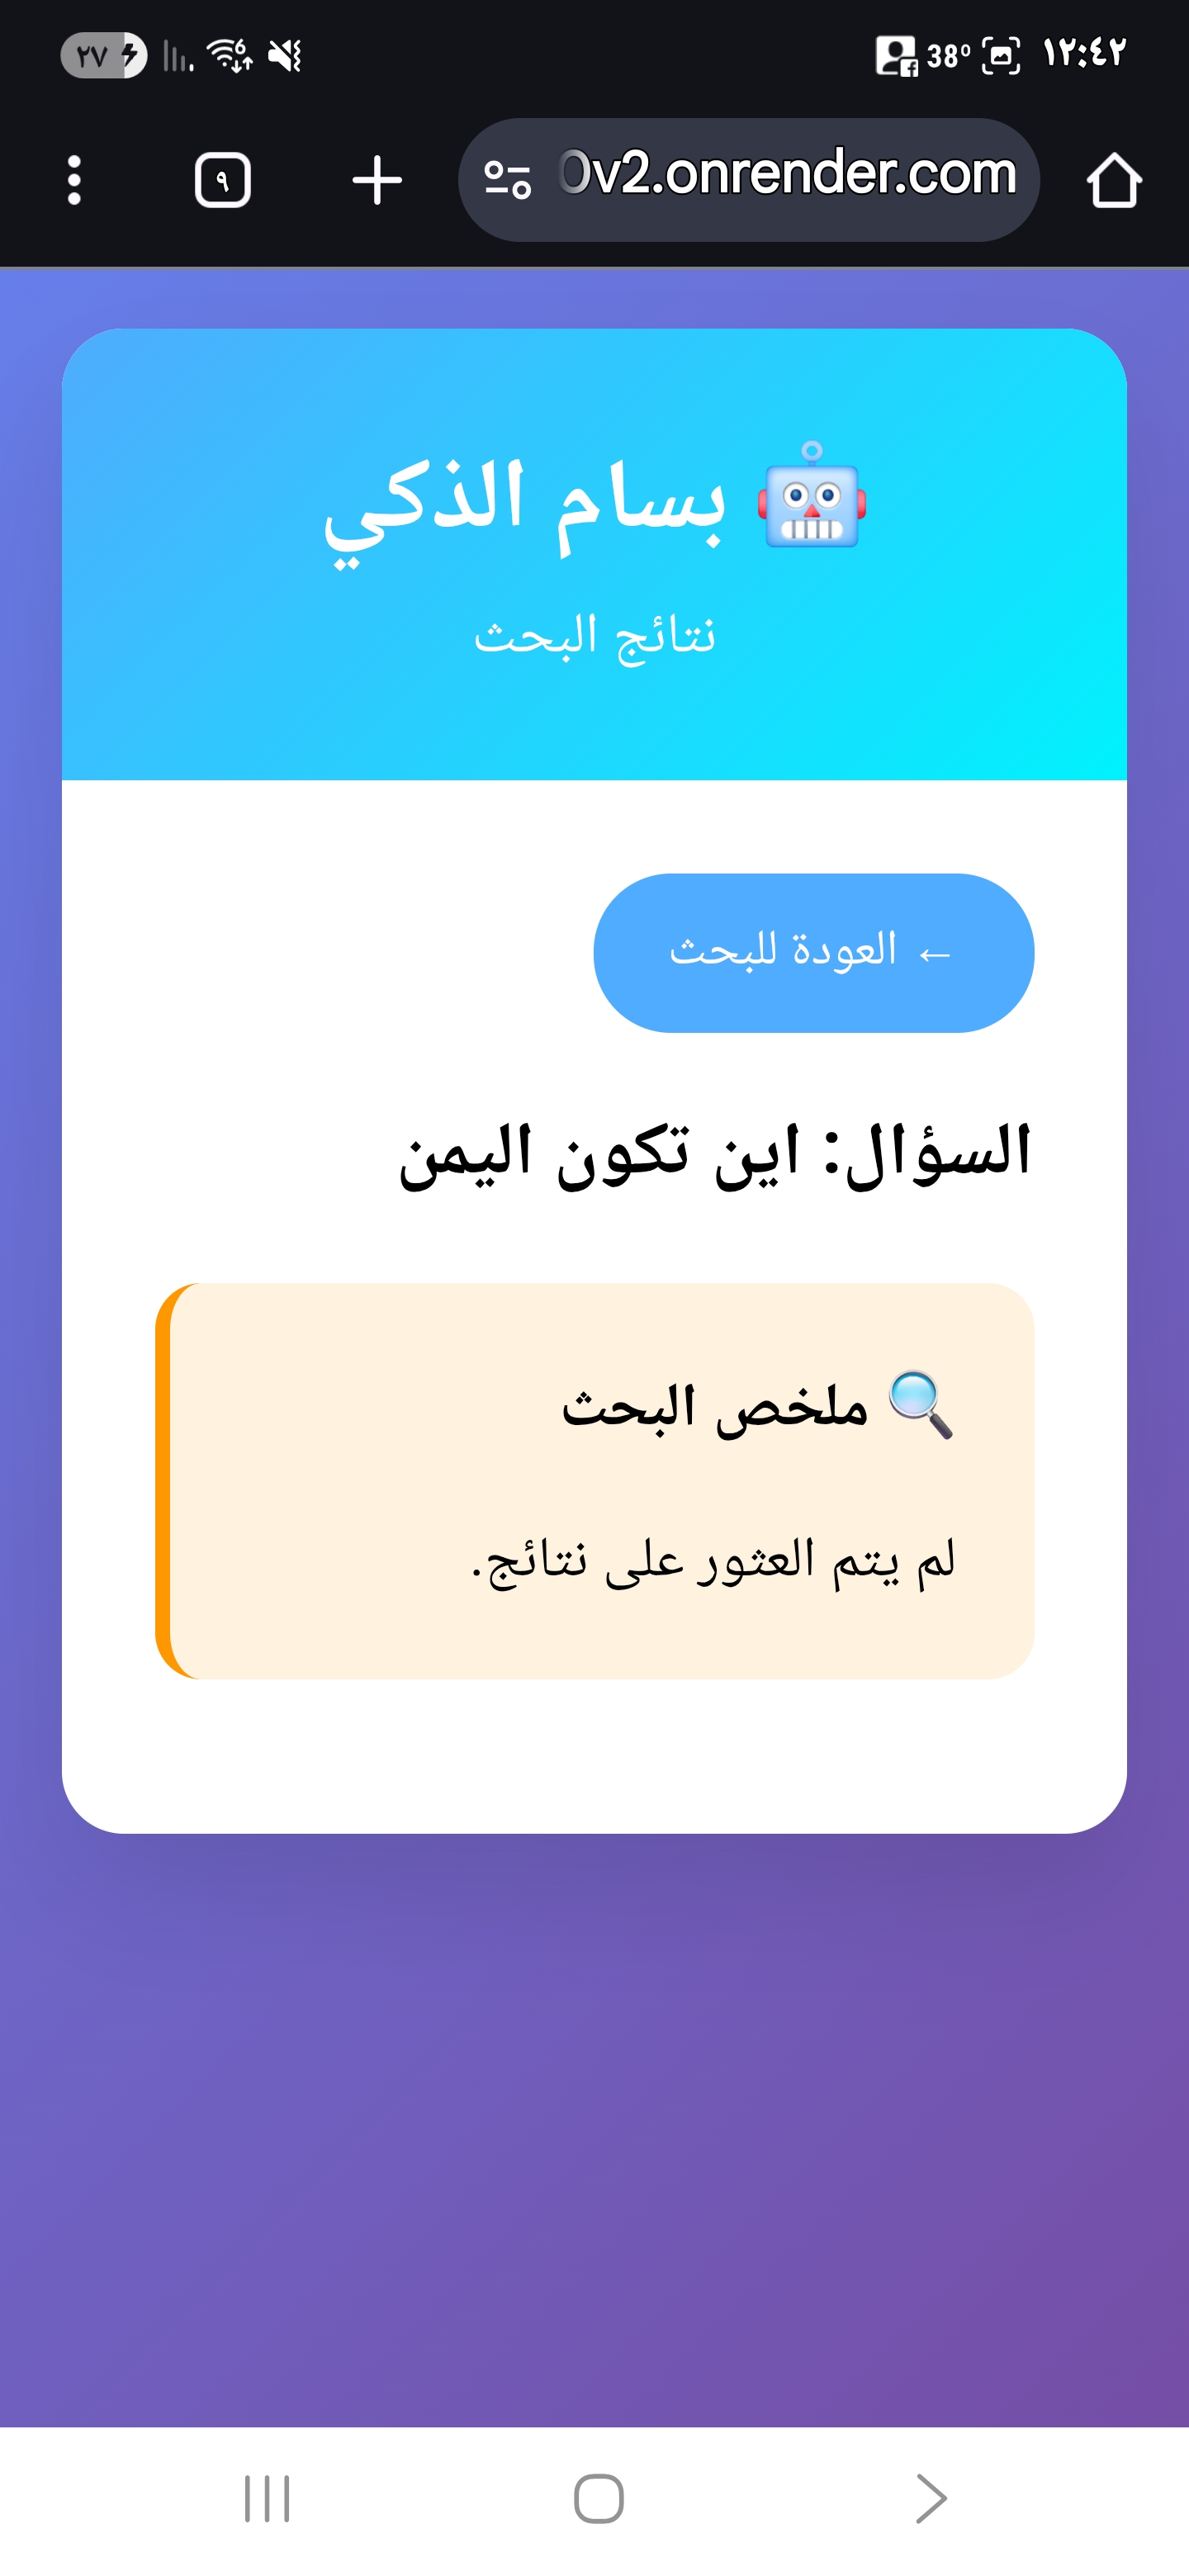 ٢٧
38°
١٢:٤٢
٩
0v2.onrender.com
🤖 بسام الذكي
نتائج البحث
← العودة للبحث
السؤال: اين تكون اليمن
🔍 ملخص البحث
لم يتم العثور على نتائج.